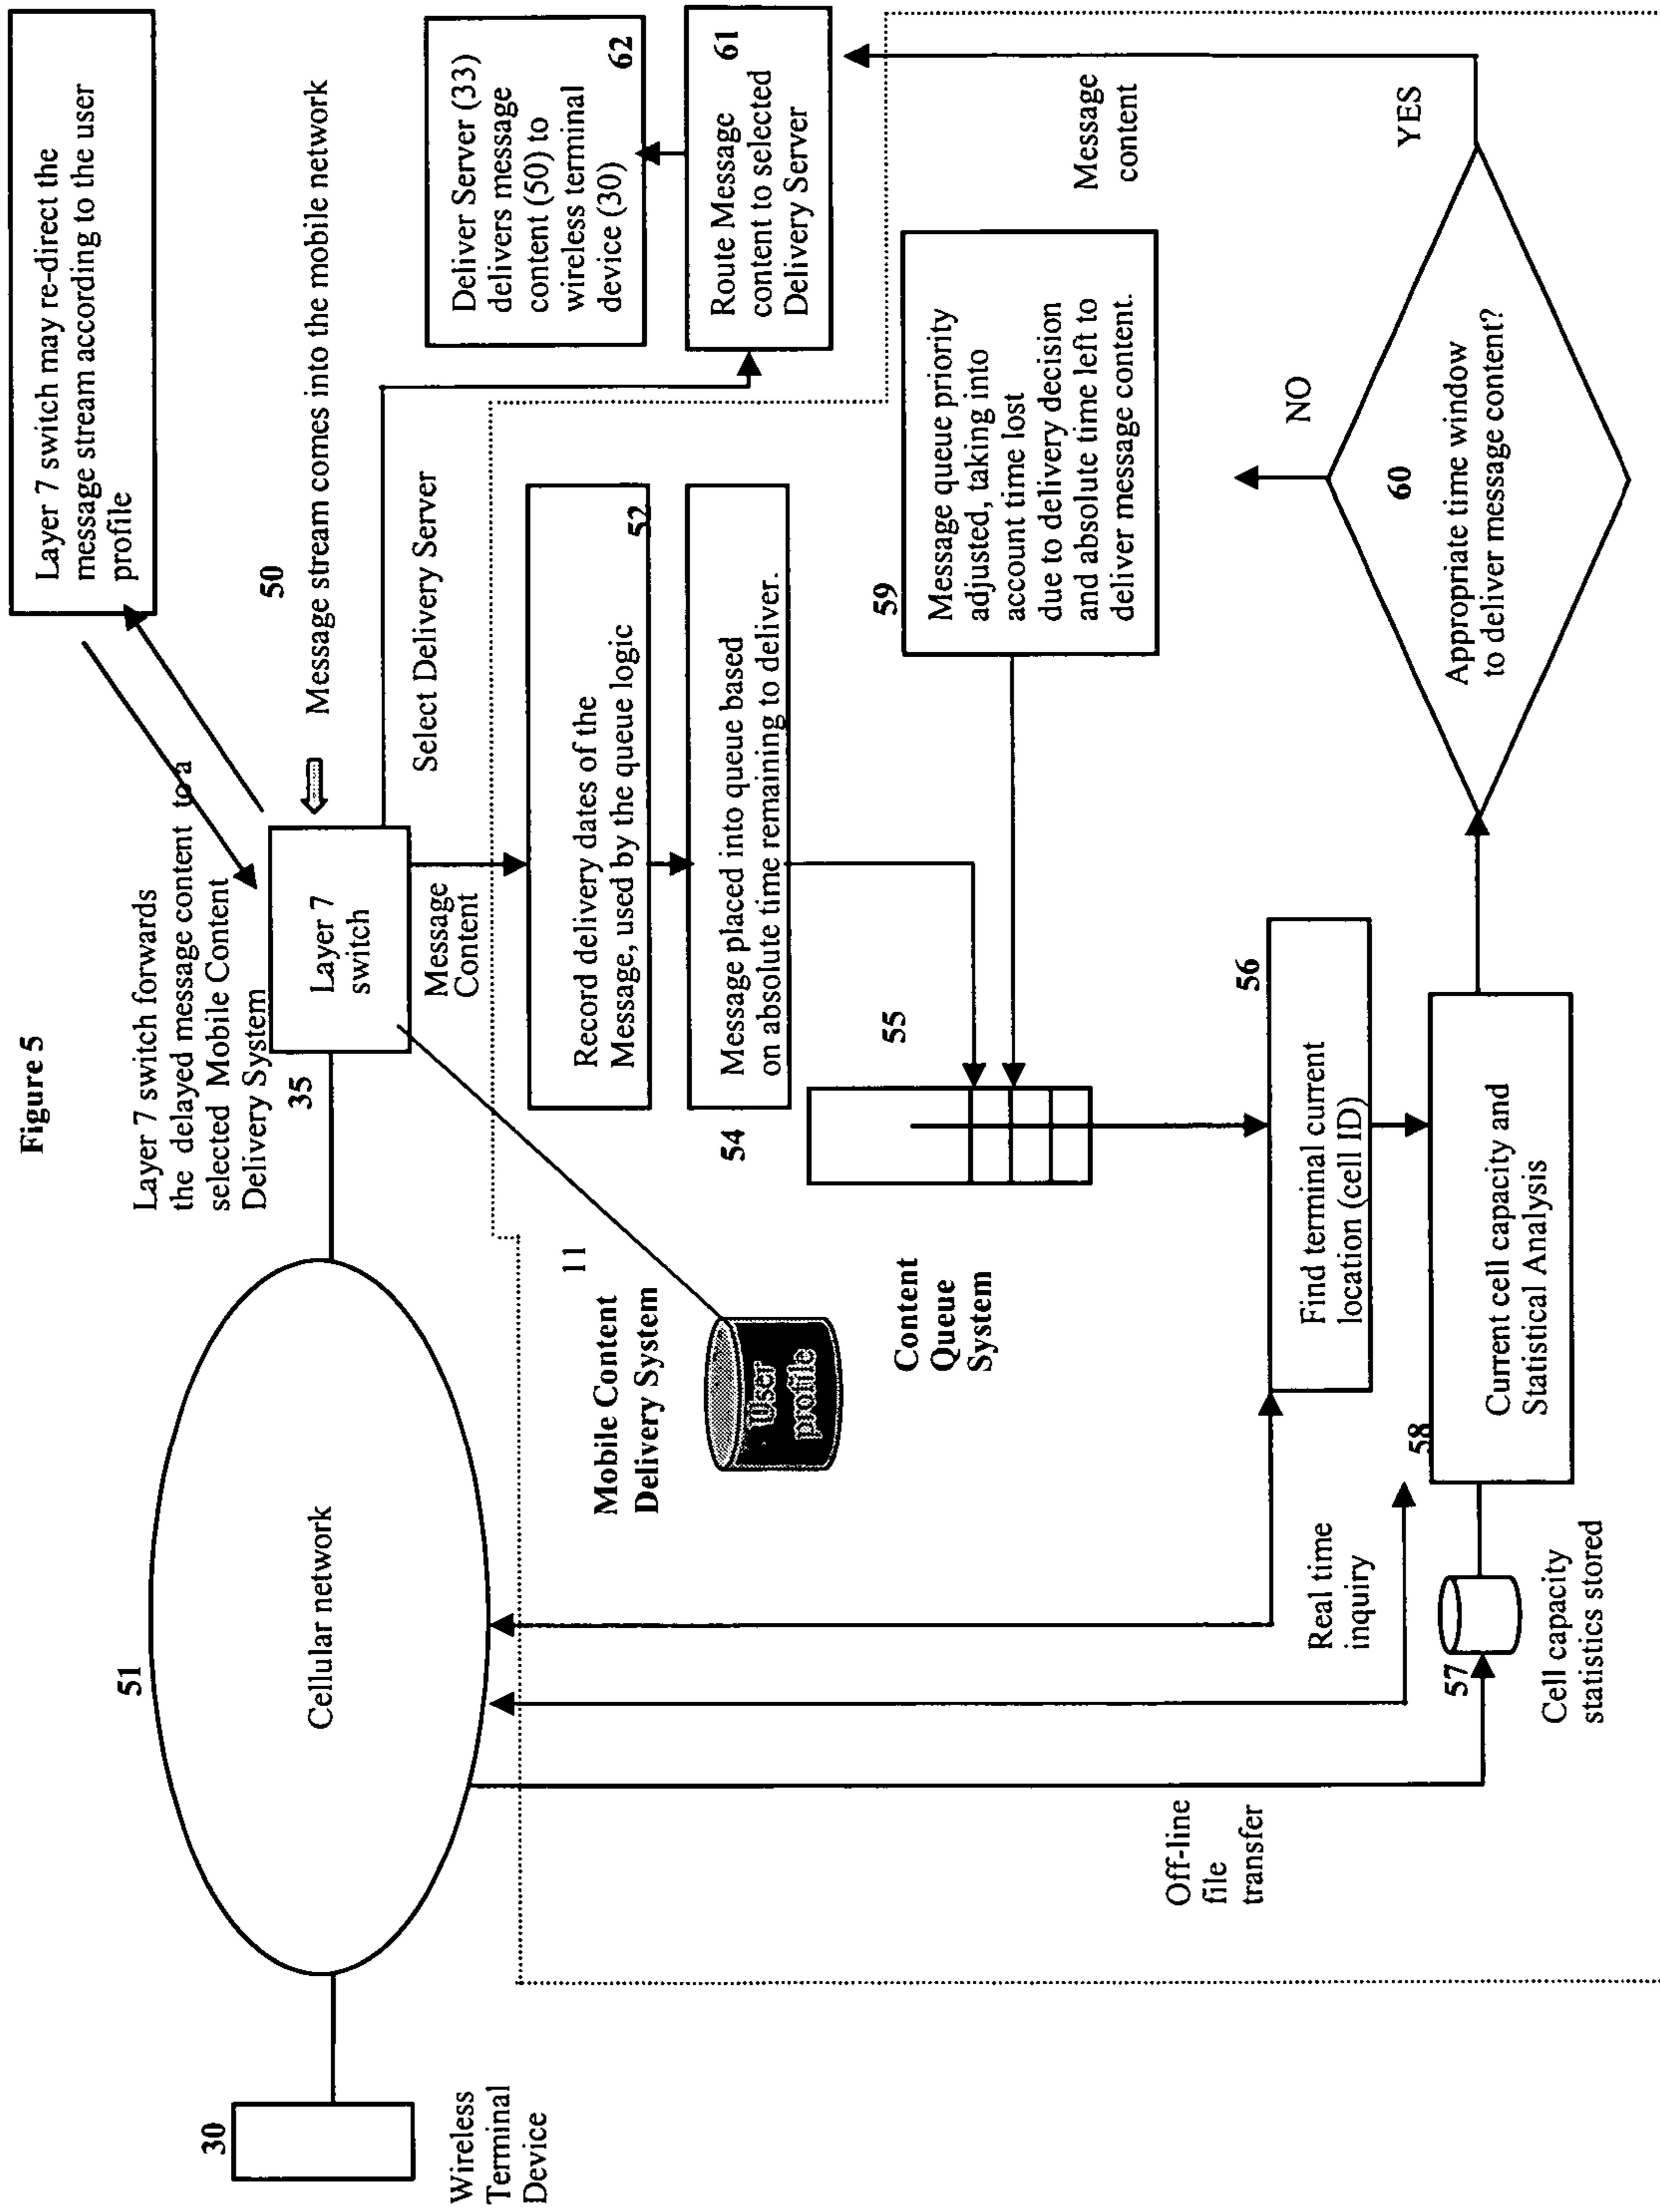 Figure 5
Layer 7 switch may re-direct the
message stream according to the user
profile
Layer 7 switch forwards
the delayed message content to a
selected Mobile Content
Delivery System
50
Message stream comes into the mobile network
51
Cellular network
30
Wireless
Terminal
Device
35
Layer 7
switch
Message
Content
Select Delivery Server
Deliver Server (33)
delivers message
content (50) to
wireless terminal
device (30)
62
Route Message
content to selected
Delivery Server
61
11
Mobile Content
Delivery System
User
profile
Record delivery dates of the
Message, used by the queue logic
52
54
Message placed into queue based
on absolute time remaining to deliver.
Content
Queue
System
55
59
Message queue priority
adjusted, taking into
account time lost
due to delivery decision
and absolute time left to
deliver message content.
Message
content
56
Find terminal current
location (cell ID)
Real time
inquiry
Off-line
file
transfer
57
Cell capacity
statistics stored
58
Current cell capacity and
Statistical Analysis
NO
60
Appropriate time window
to deliver message content?
YES